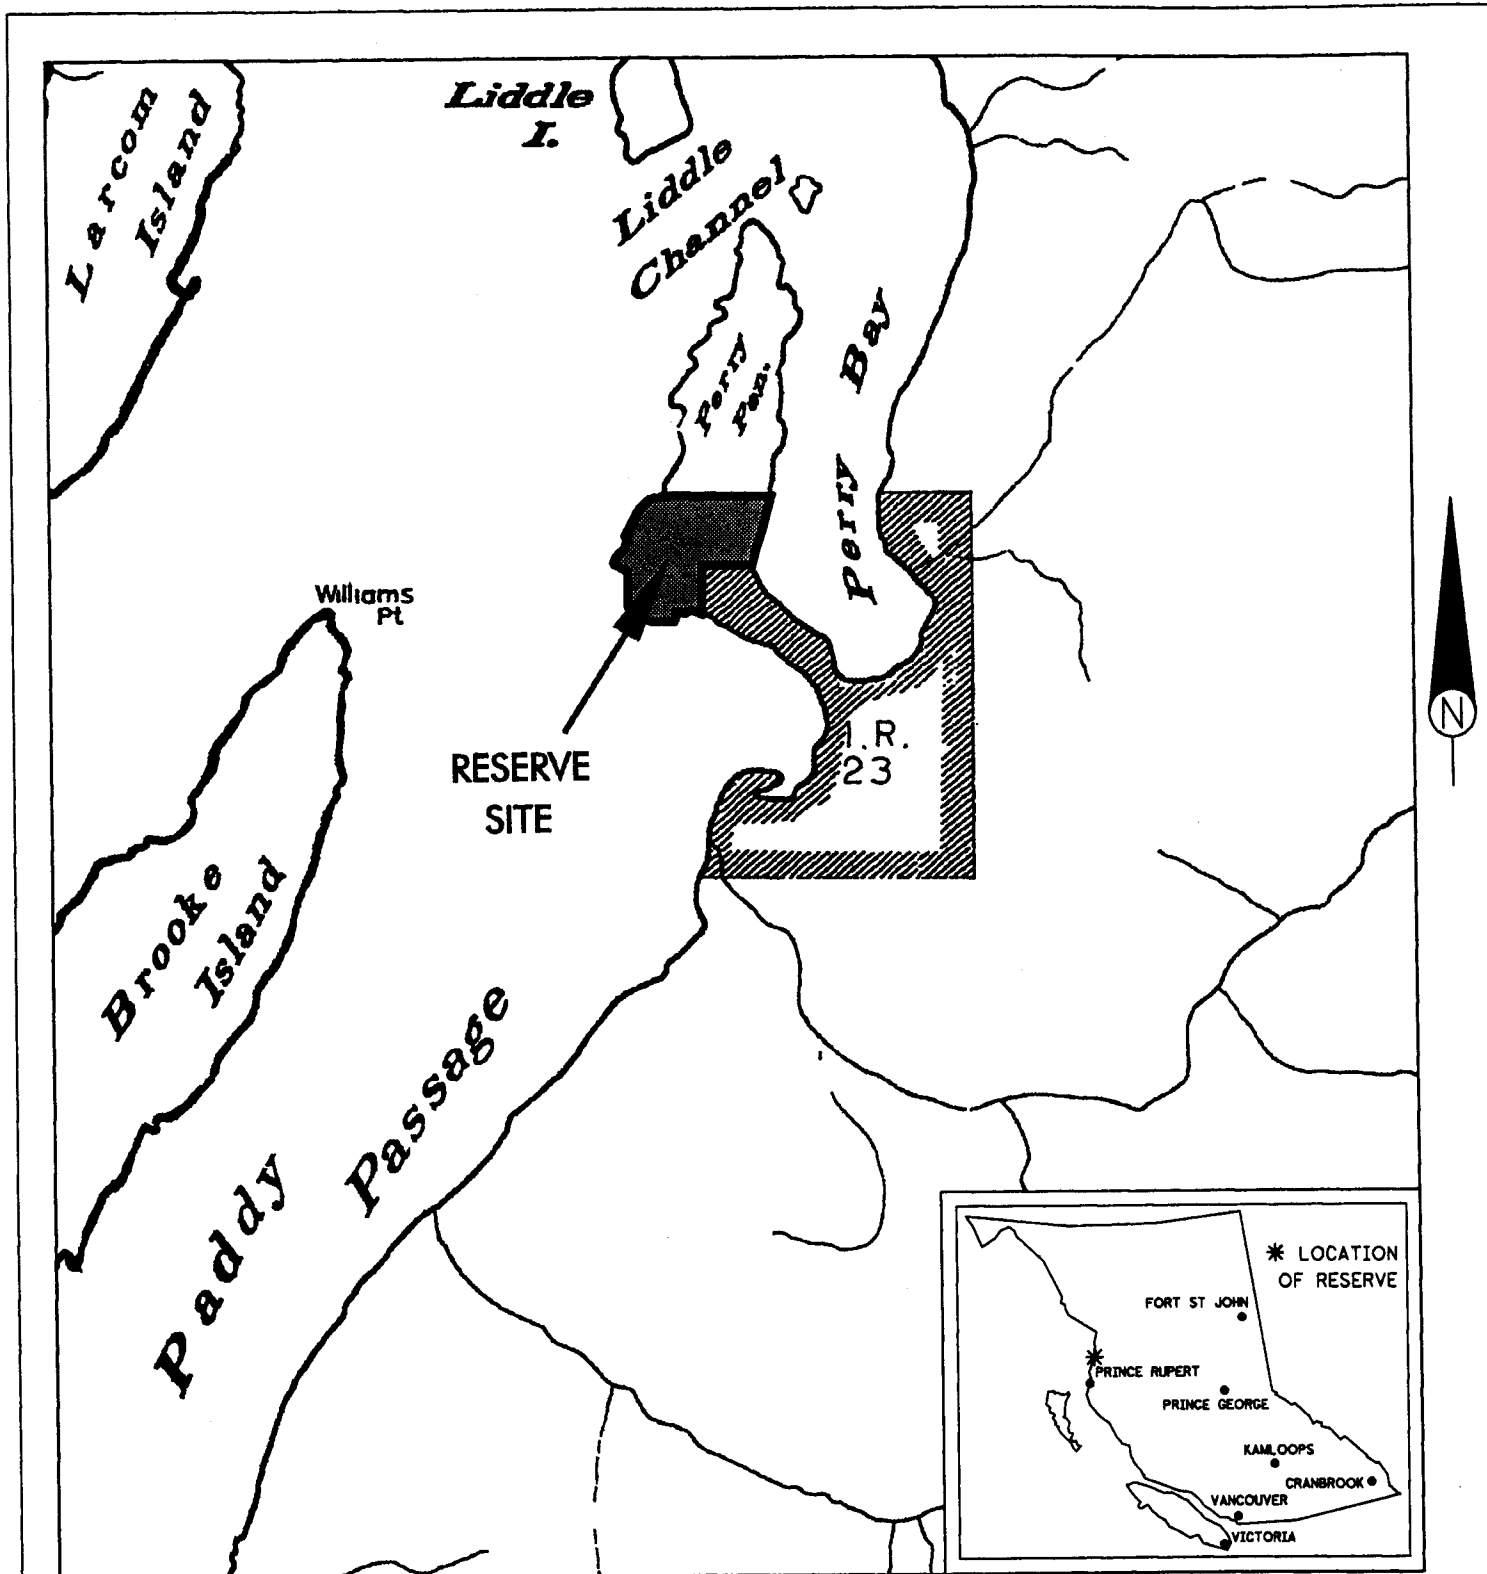 Larcom
Island
Liddle
I.
Liddle
Channel
Perry
Pen.
Perry Bay
Williams
Pt
RESERVE
SITE
I.R.
23
N
Brooke
Island
Paddy Passage
LOCATION
OF RESERVE
FORT ST JOHN
PRINCE RUPERT
PRINCE GEORGE
KAMLOOPS
CRANBROOK
VANCOUVER
VICTORIA